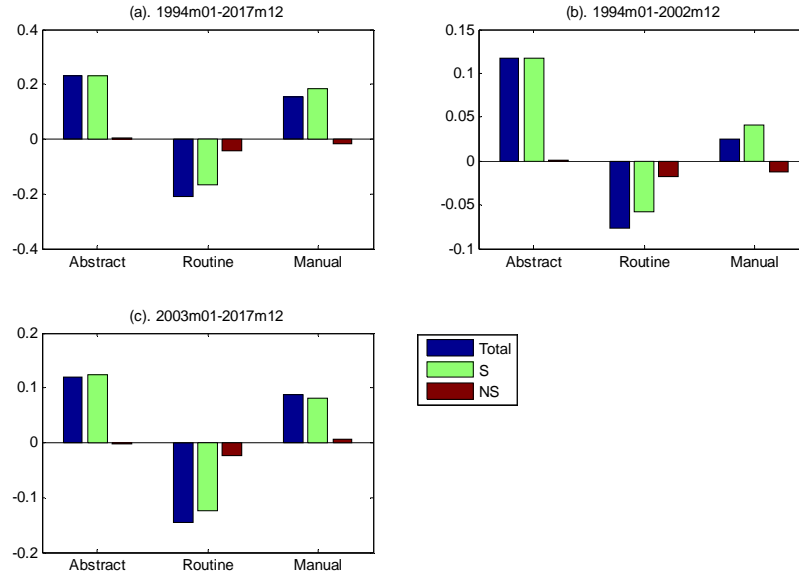 (a). 1994m01-2017m12
0.4
0.2
0
-0.2
-0.4
Abstract Routine Manual
(b). 1994m01-2002m12
0.15
0.1
0.05
0
-0.05
-0.1
Abstract Routine Manual
(c). 2003m01-2017m12
0.2
0.1
0
-0.1
-0.2
Abstract Routine Manual
Total
S
NS